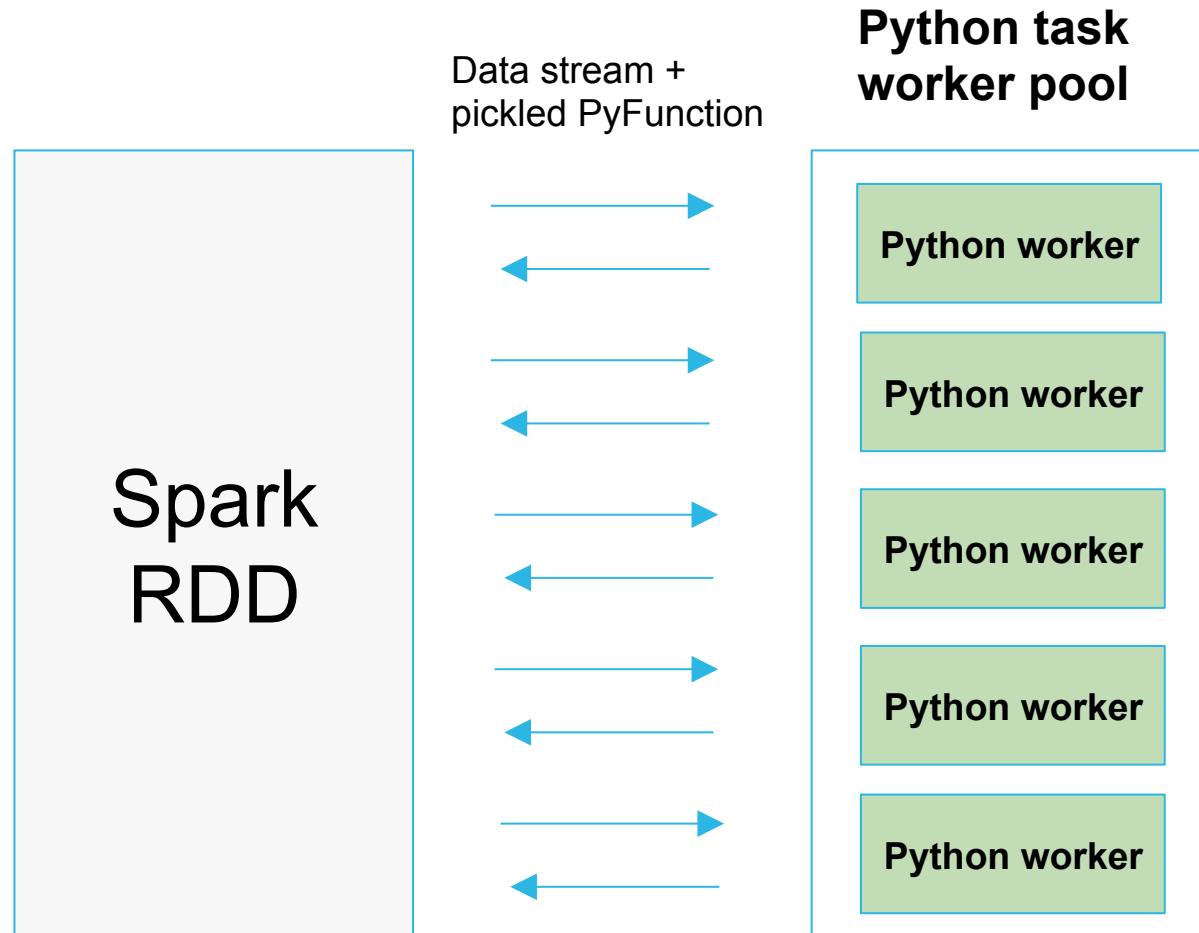 Python task
worker pool
Data stream +
pickled PyFunction
Spark
RDD
Python worker
Python worker
Python worker
Python worker
Python worker